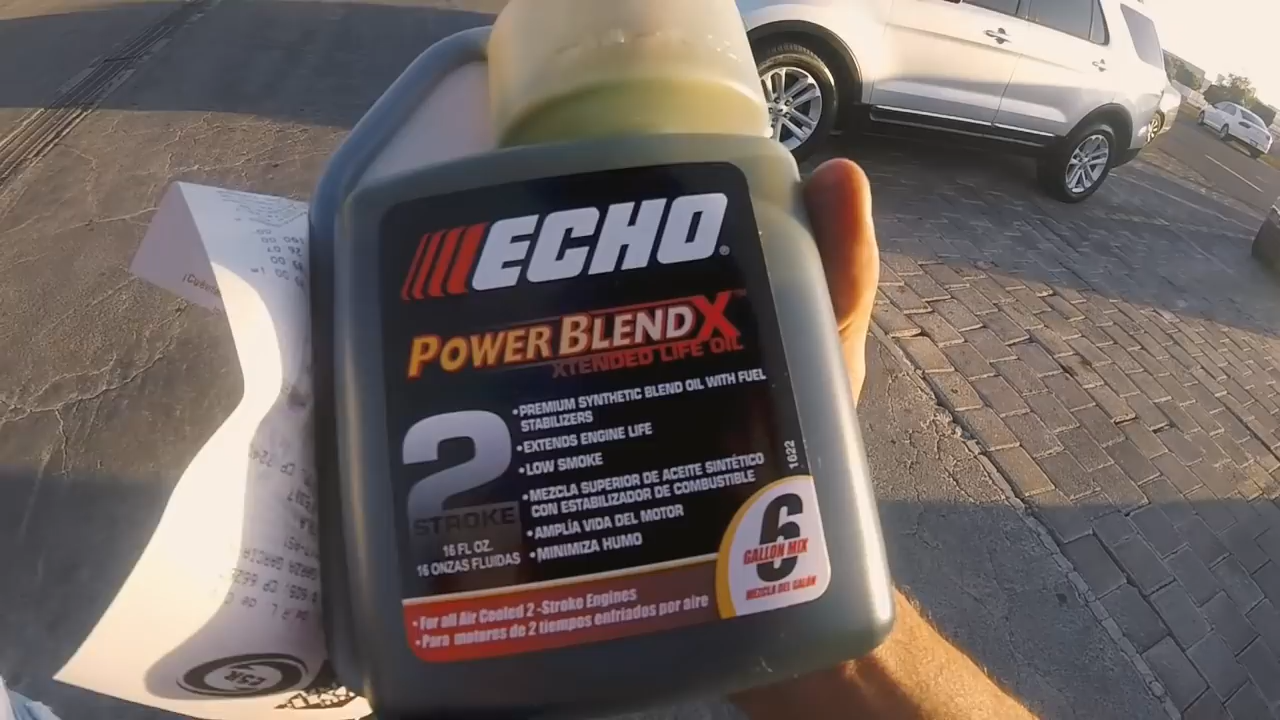 ECHO
POWERBLENDX
XTENDED LIFE OIL
2
STROKE
16 FL OZ.
16 ONZAS FLUIDAS
•PREMIUM SYNTHETIC BLEND OIL WITH FUEL
STABILIZERS
•EXTENDS ENGINE LIFE
•LOW SMOKE
•MEZCLA SUPERIOR DE ACEITE SINTÉTICO
CON ESTABILIZADOR DE COMBUSTIBLE
•AMPLÍA VIDA DEL MOTOR
•MINIMIZA HUMO
1622
6
GALLON MIX
MEZCLA DEL GALÓN
• For all Air Cooled 2 -Stroke Engines
• Para motores de 2 tiempos enfriados por aire
GARZA GARCIA